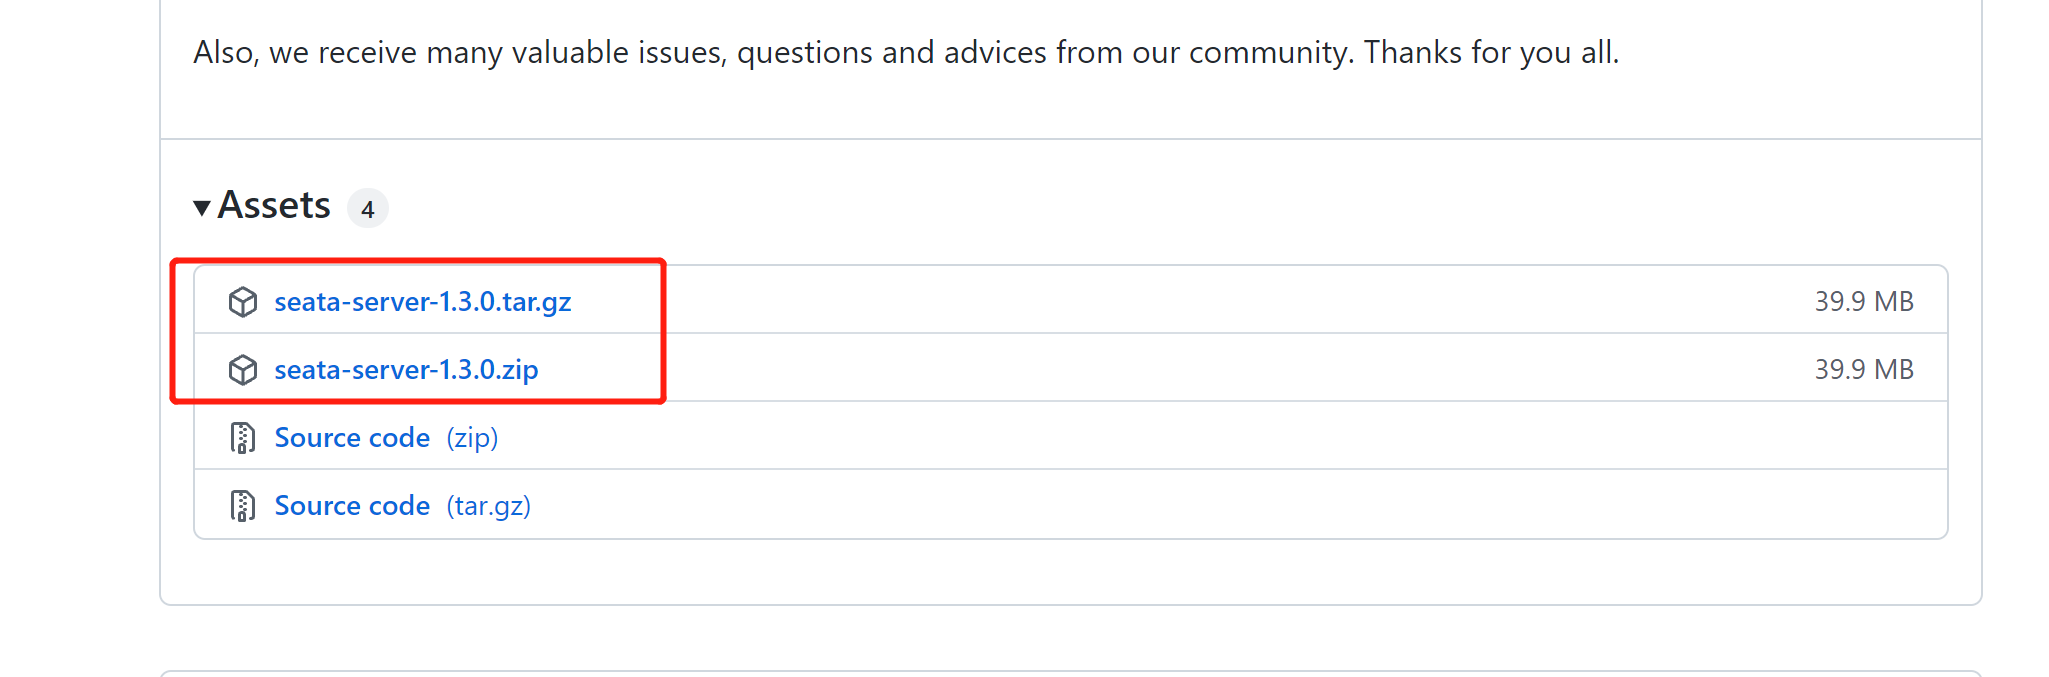 Also, we receive many valuable issues, questions and advices from our community. Thanks for you all.
Assets 4
seata-server-1.3.0.tar.gz 39.9 MB
seata-server-1.3.0.zip 39.9 MB
Source code (zip)
Source code (tar.gz)